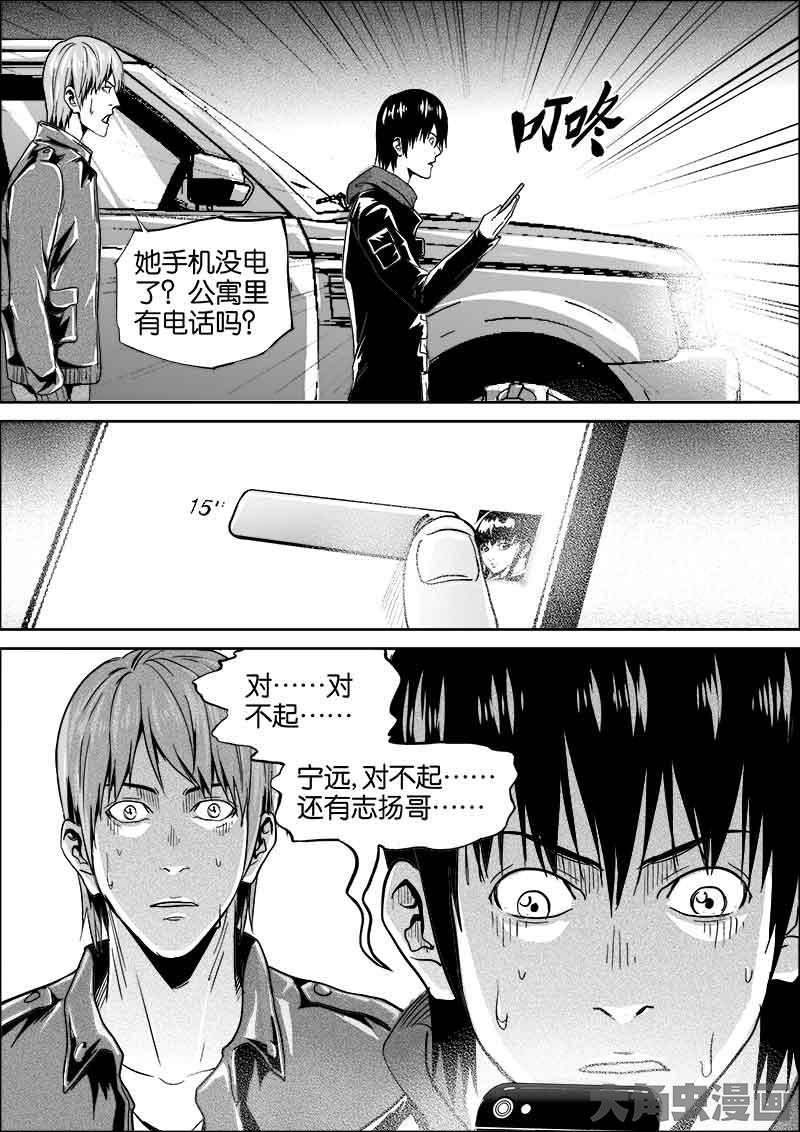 叮咚
她手机没电
了？公寓里
有电话吗？
15"
对……对
不起……
宁远,对不起……
还有志扬哥……
大角虫漫画